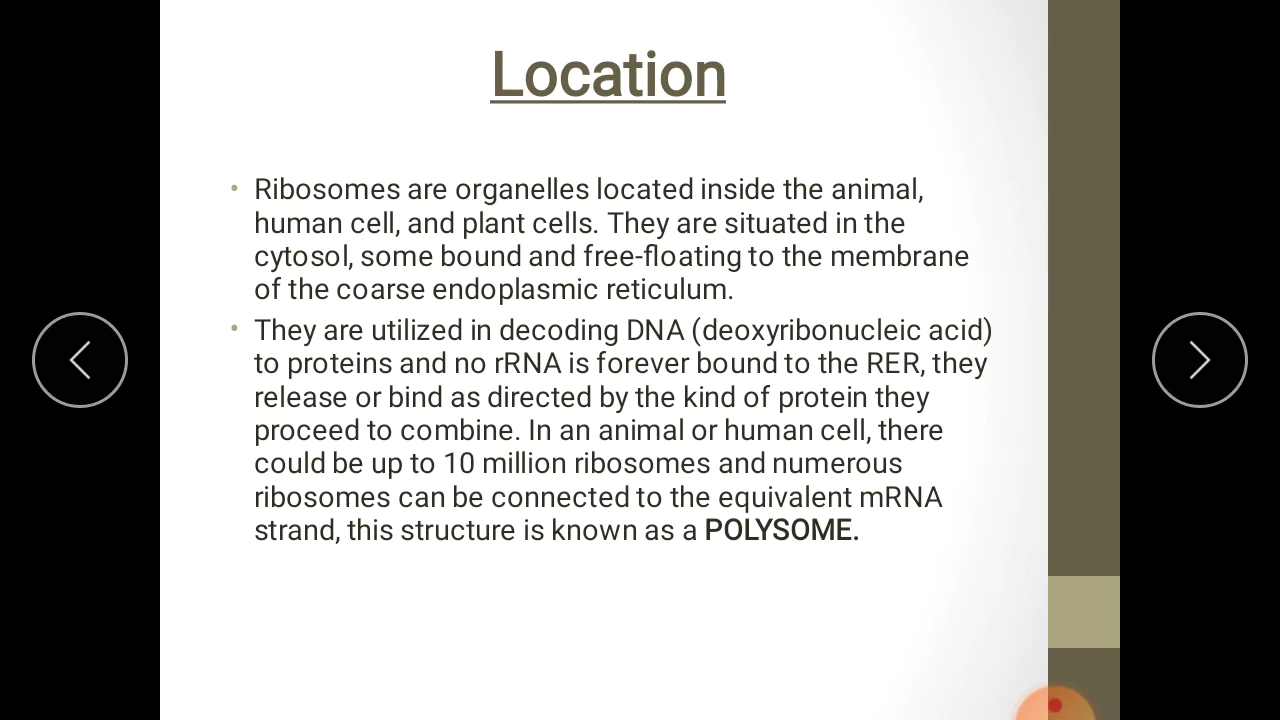 Location
• Ribosomes are organelles located inside the animal,
human cell, and plant cells. They are situated in the
cytosol, some bound and free-floating to the membrane
of the coarse endoplasmic reticulum.
• They are utilized in decoding DNA (deoxyribonucleic acid)
to proteins and no rRNA is forever bound to the RER, they
release or bind as directed by the kind of protein they
proceed to combine. In an animal or human cell, there
could be up to 10 million ribosomes and numerous
ribosomes can be connected to the equivalent mRNA
strand, this structure is known as a POLYSOME.